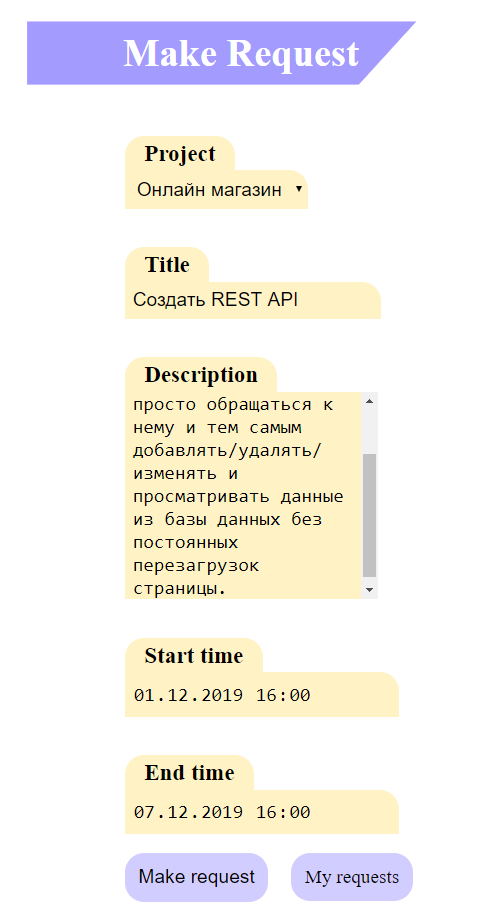 Make Request
Project
Онлайн магазин
Title
Создать REST API
Description
просто обращаться к
нему и тем самым
добавлять/удалять/
изменять и
просматривать данные
из базы данных без
постоянных
перезагрузок
страницы.
Start time
01.12.2019 16:00
End time
07.12.2019 16:00
Make request
My requests